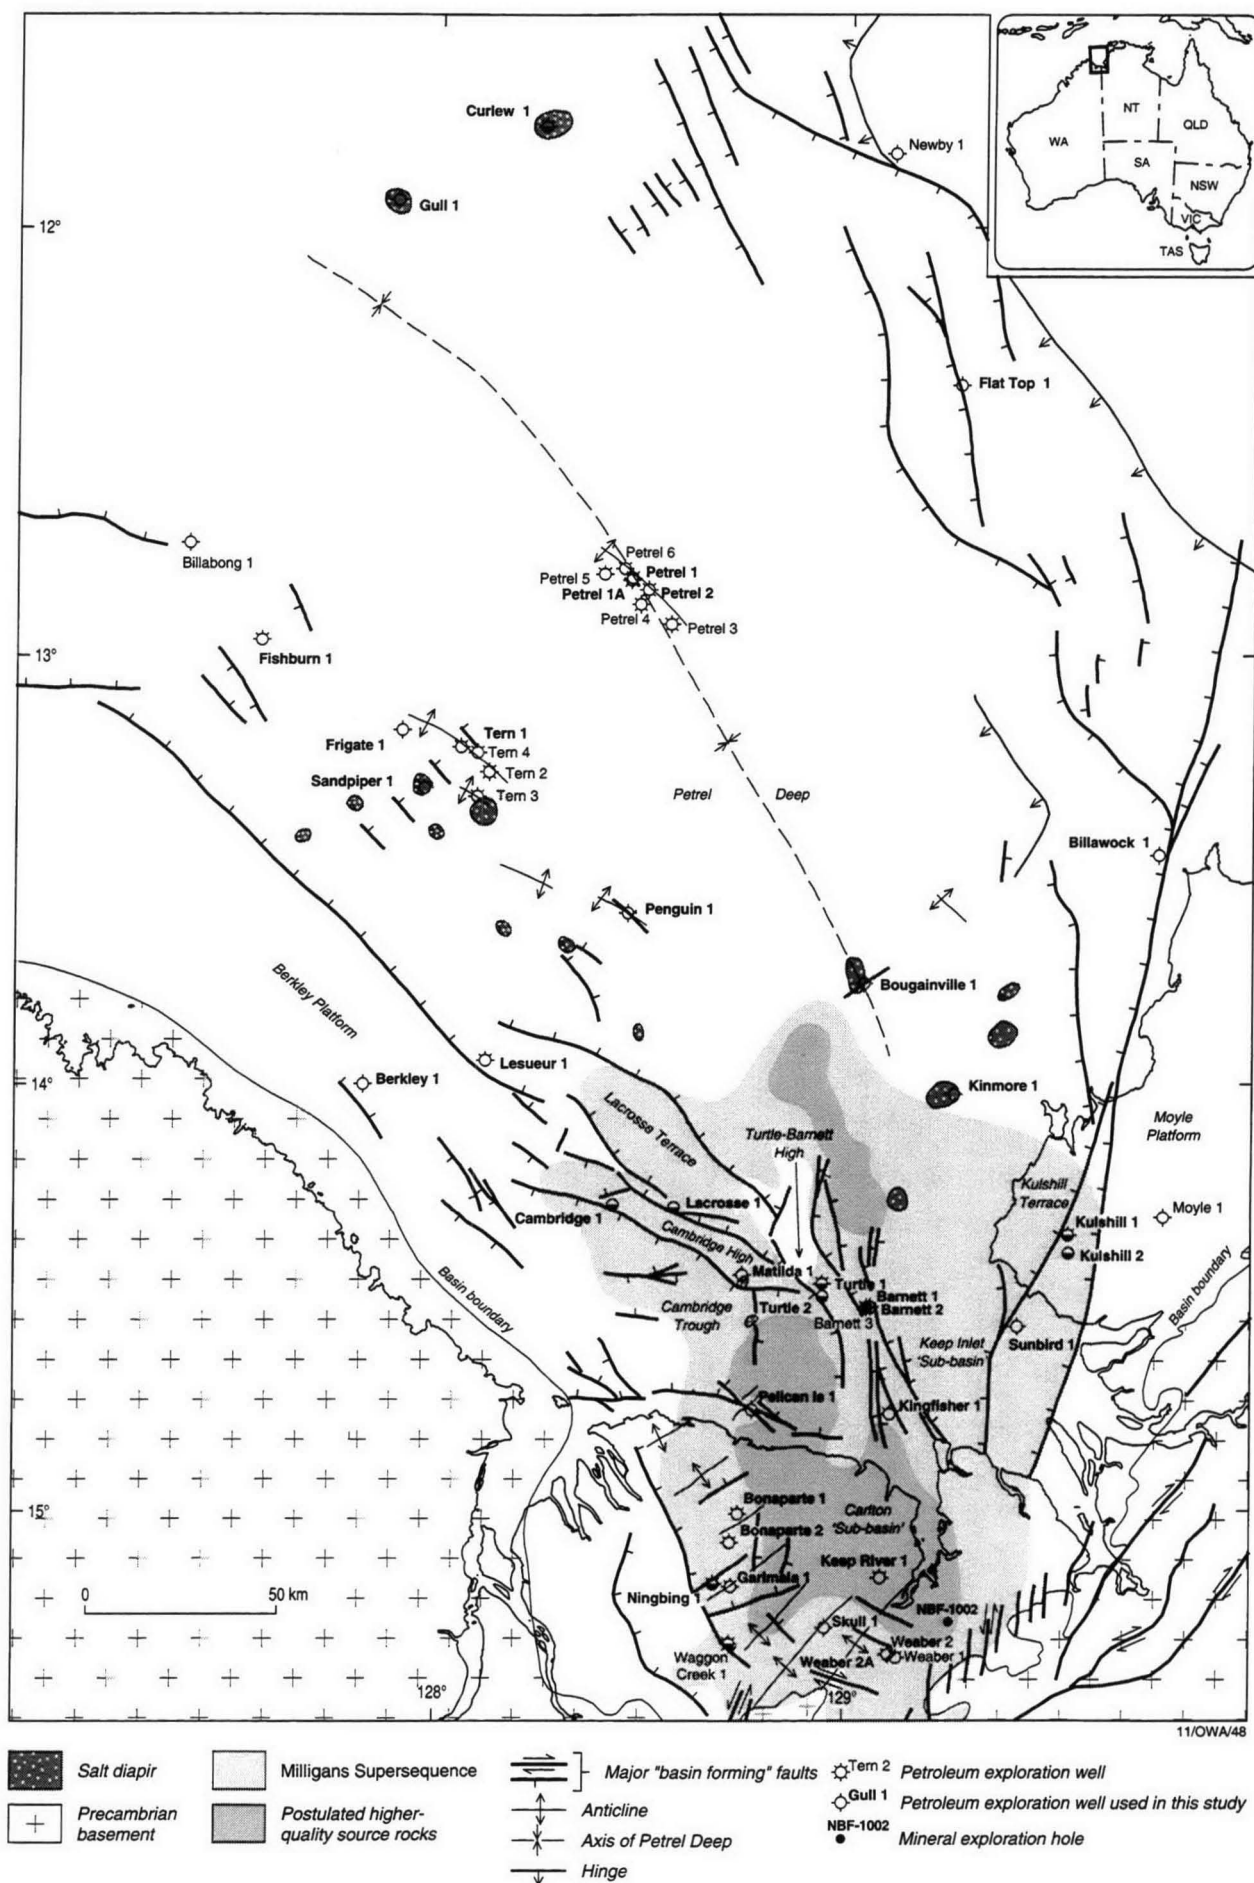 Curlew 1
Gull 1
Newby 1
WA
NT
QLD
SA
NSW
VIC
TAS
12°
Flat Top 1
Billabong 1
Petrel 6
Petrel 5
Petrel 1
Petrel 1A
Petrel 2
Petrel 4
Petrel 3
Fishburn 1
13°
Frigate 1
Tern 1
Tern 4
Tern 2
Sandpiper 1
Tern 3
Petrel Deep
Billawock 1
Penguin 1
Berkley Platform
Bougainville 1
Lesueur 1
14°
Berkley 1
Kinmore 1
Lacrosse Terrace
Turtle-Barnett
High
Moyle
Platform
Kulshill
Terrace
Cambridge 1
Lacrosse 1
Moyle 1
Kulshill 1
Kulshill 2
Cambridge High
Matilda 1
Turtle 1
Basin boundary
Basin boundary
Cambridge
Trough
Turtle 2
Barnett 1
Barnett 2
Barnett 3
Keep Inlet
'Sub-basin'
Sunbird 1
Pelican Is 1
Kingfisher 1
15°
Bonaparte 1
Bonaparte 2
Carlton
'Sub-basin'
Keep River 1
0 50 km
Ningbing 1
Garimala 1
NBF-1002
Skull 1
Waggon
Creek 1
Weaber 2
Weaber 1
Weaber 2A
128°
129°
11/OWA/48
Salt diapir
Milligans Supersequence
Major "basin forming" faults
Tern 2
Petroleum exploration well
Precambrian
basement
Postulated higher-
quality source rocks
Anticline
Gull 1
Petroleum exploration well used in this study
Axis of Petrel Deep
NBF-1002
Mineral exploration hole
Hinge